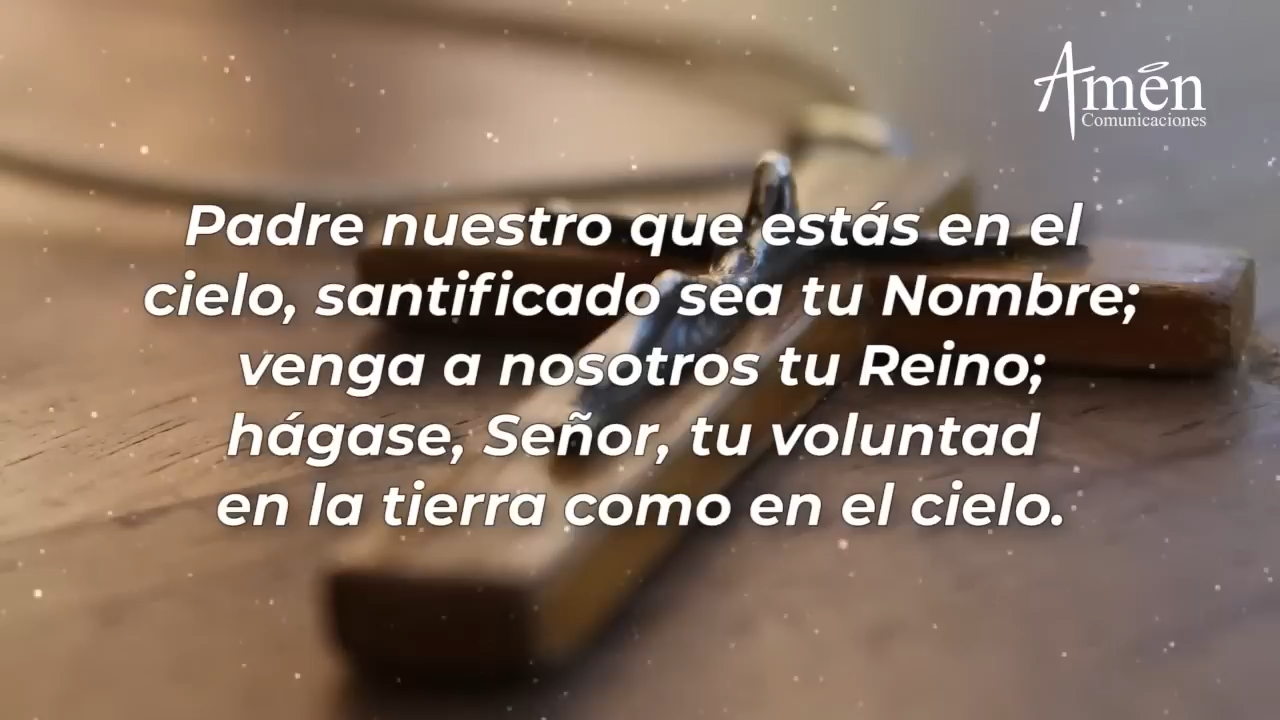 Amén
Comunicaciones
Padre nuestro que estás en el
cielo, santificado sea tu Nombre;
venga a nosotros tu Reino;
hágase, Señor, tu voluntad
en la tierra como en el cielo.